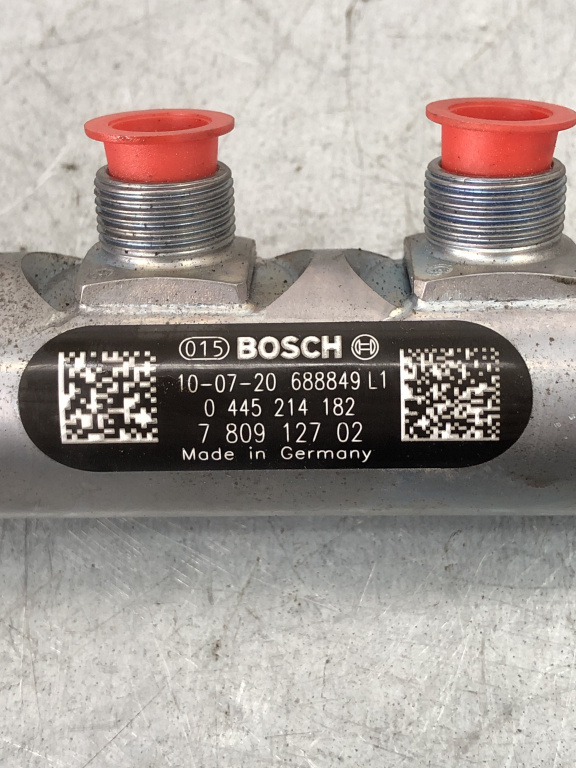 015 BOSCH
10-07-20 688849 L1
0 445 214 182
7 809 127 02
Made in Germany